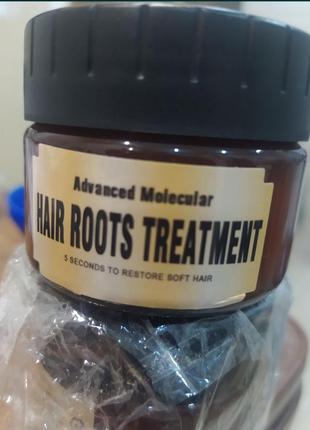 Advanced Molecular
HAIR ROOTS TREATMENT
5 SECONDS TO RESTORE SOFT HAIR